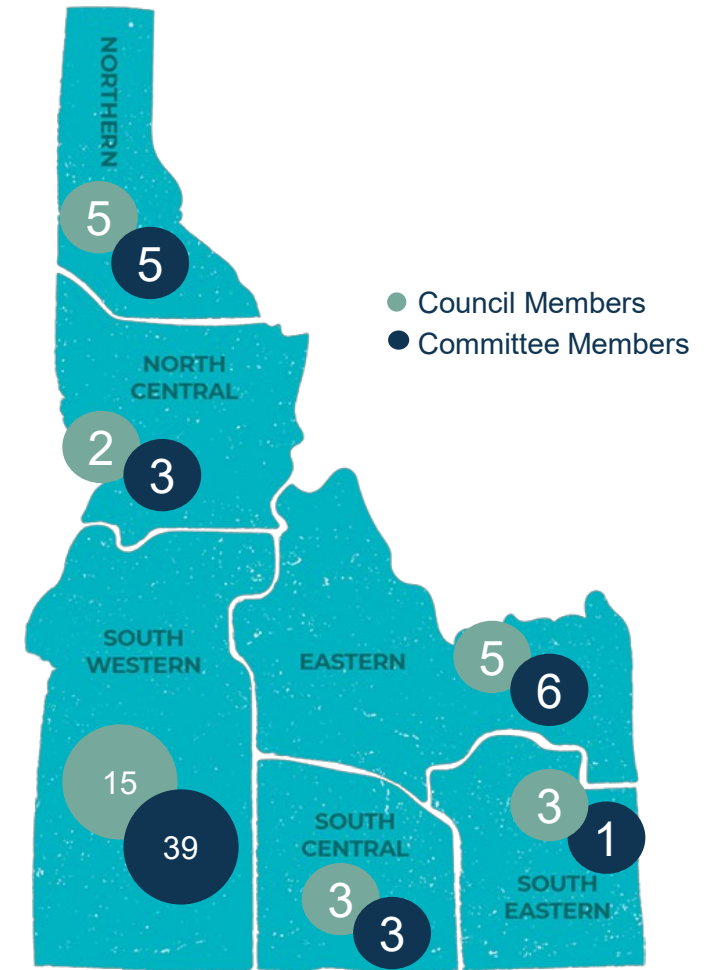 NORTHERN
5
5
Council Members
Committee Members
NORTH
CENTRAL
2
3
SOUTH
WESTERN
EASTERN
5
6
15
39
SOUTH
CENTRAL
3
3
3
1
SOUTH
EASTERN